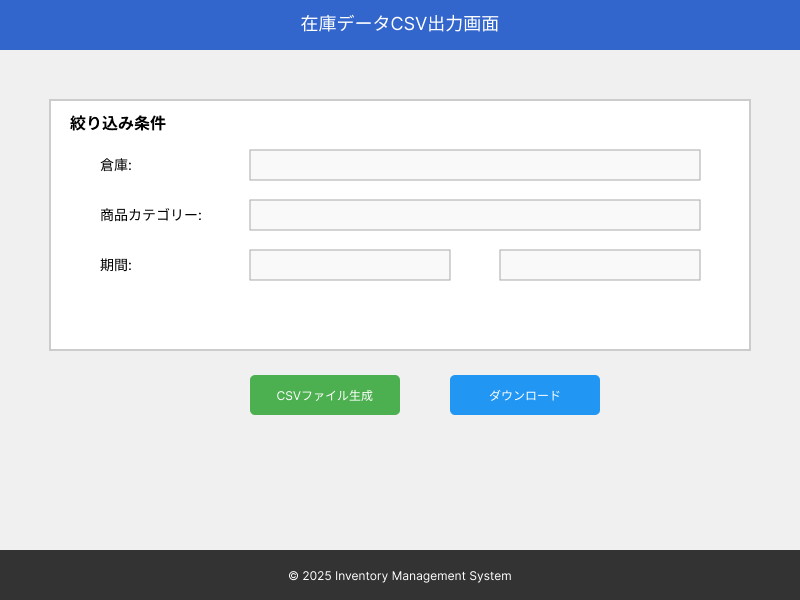 在庫データCSV出力画面
絞り込み条件
倉庫:
商品カテゴリー:
期間:
CSVファイル生成
ダウンロード
© 2025 Inventory Management System